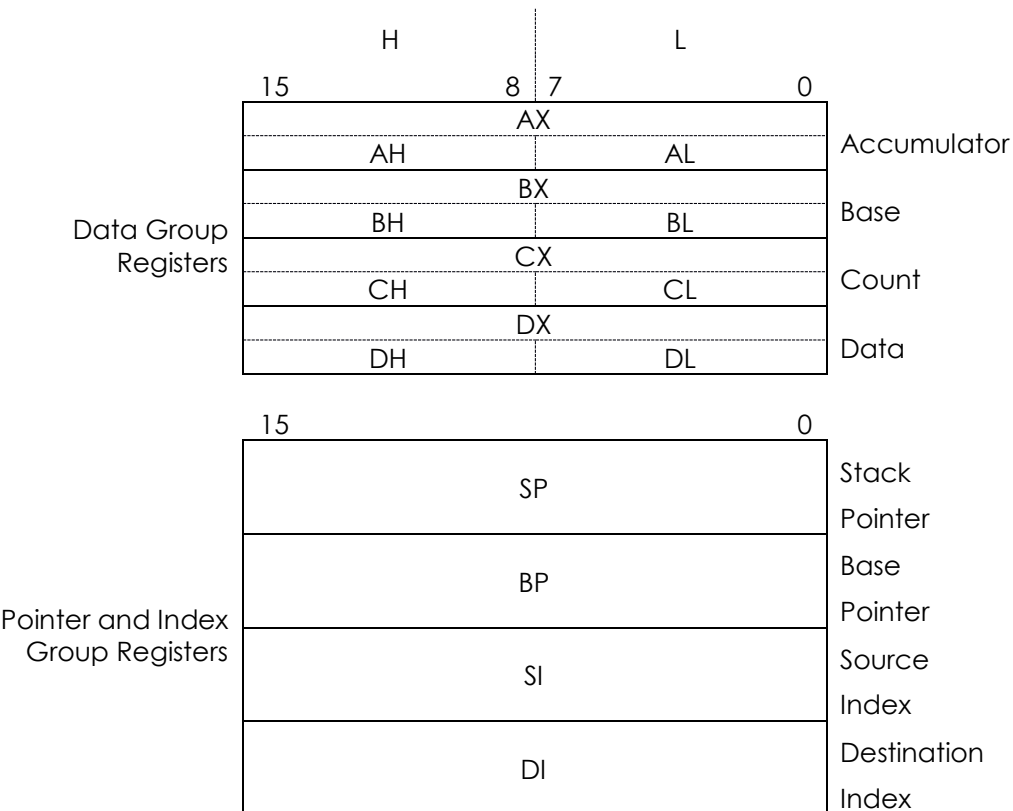 H L
15 8 7 0
AX
AH AL
Accumulator
BX
BH BL
Base
Data Group
Registers
CX
CH CL
Count
DX
DH DL
Data
15 0
SP
Stack
Pointer
BP
Base
Pointer
Pointer and Index
Group Registers
SI
Source
Index
DI
Destination
Index